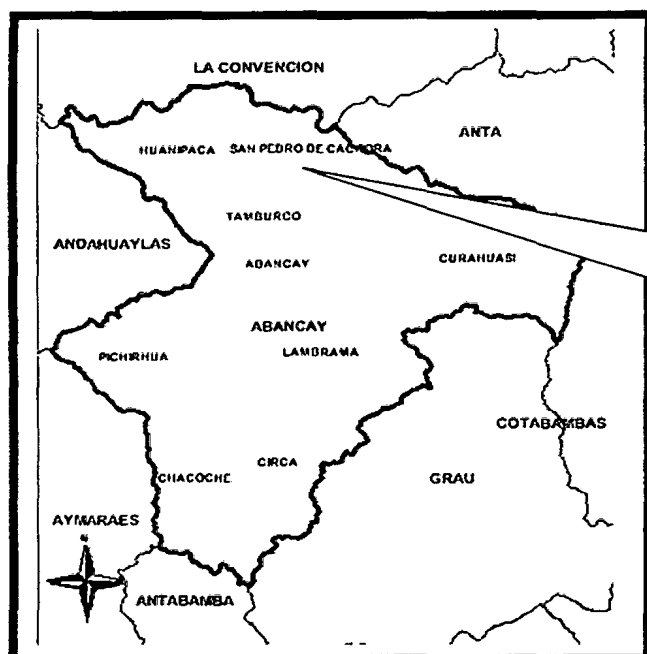 LA CONVENCION
ANTA
HUANIPACA SAN PEDRO DE CACHORA
TAMBURCO
ANDAHUAYLAS
ABANCAY
CURAHUASI
ABANCAY
LAMBRAMA
PICHIRHUA
COTABAMBAS
CIRCA
CHACOCHE
GRAU
AYMARAES
N
ANTABAMBA